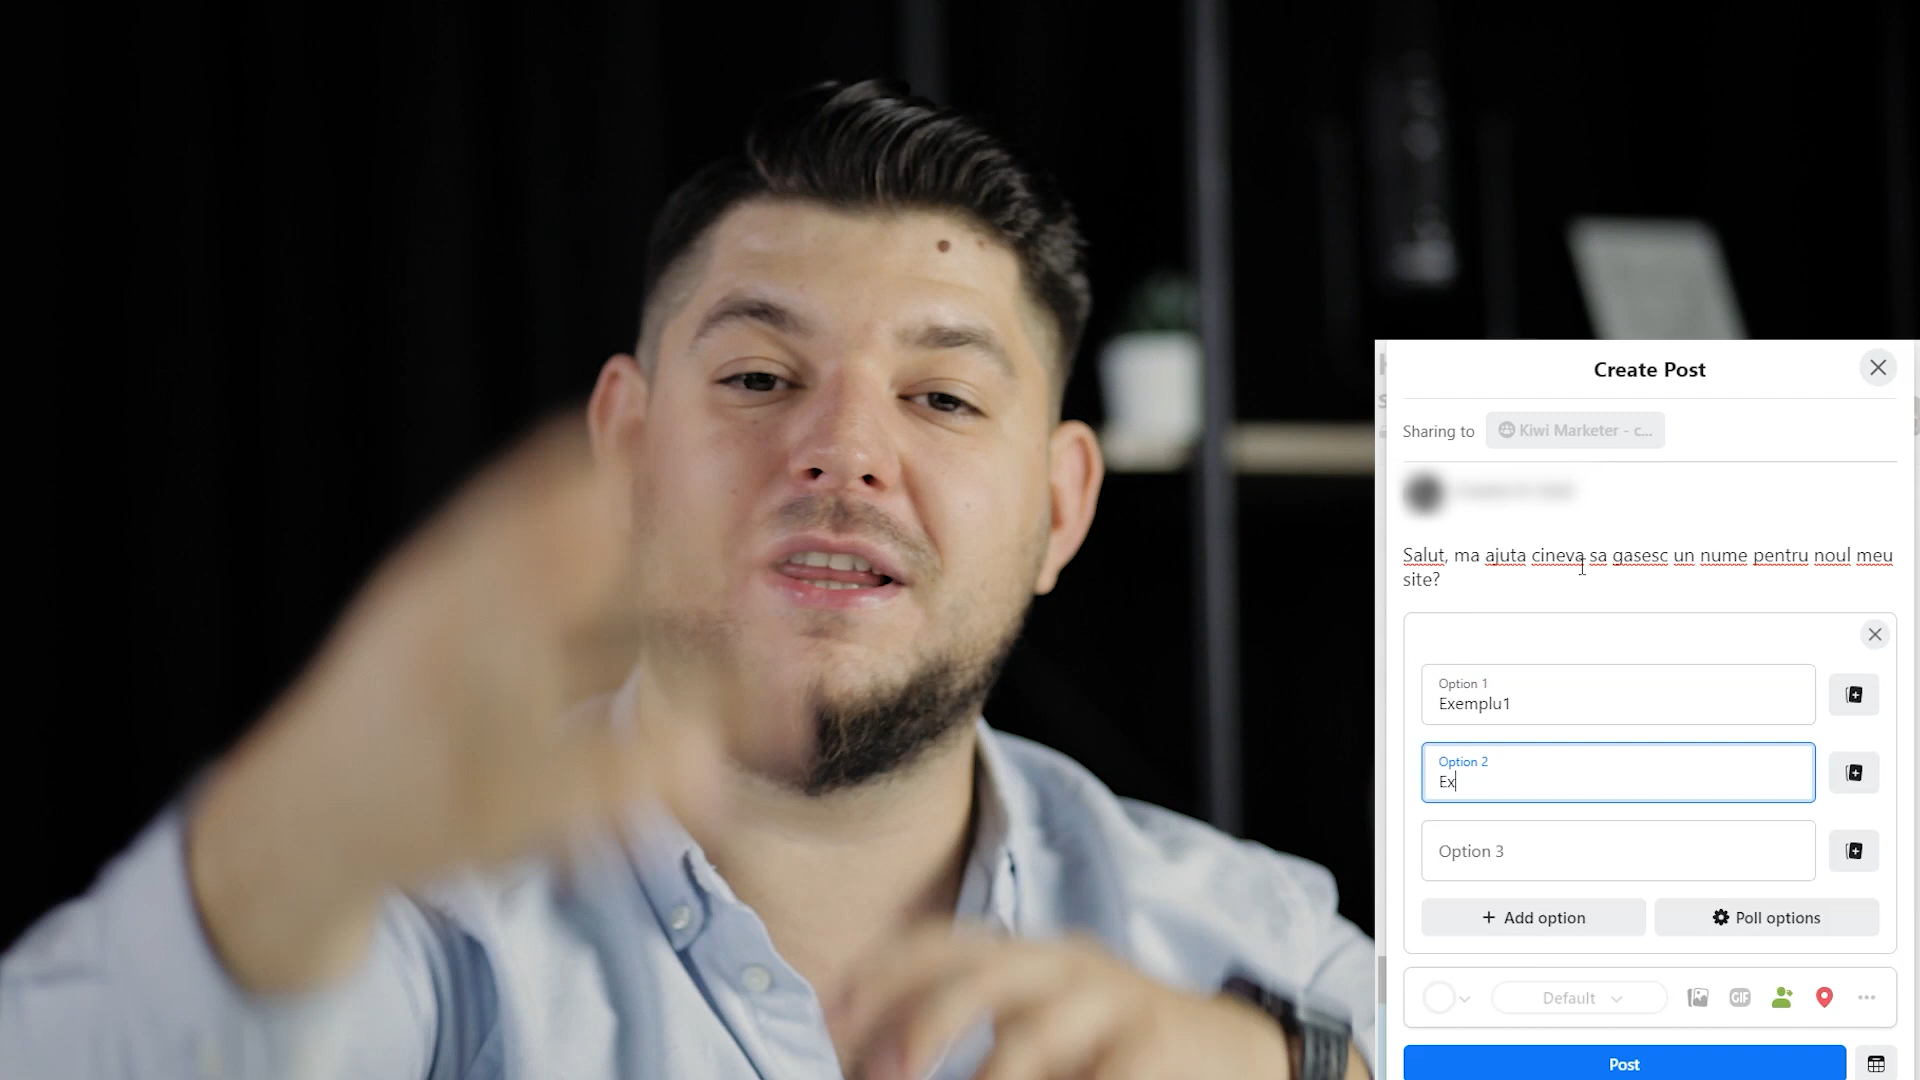 Create Post
Sharing to
Kiwi Marketer - c...
Salut, ma ajuta cineva sa gasesc un nume pentru noul meu
site?
Option 1
Exemplu1
Option 2
Ex
Option 3
+ Add option
Poll options
Default
GIF
Post